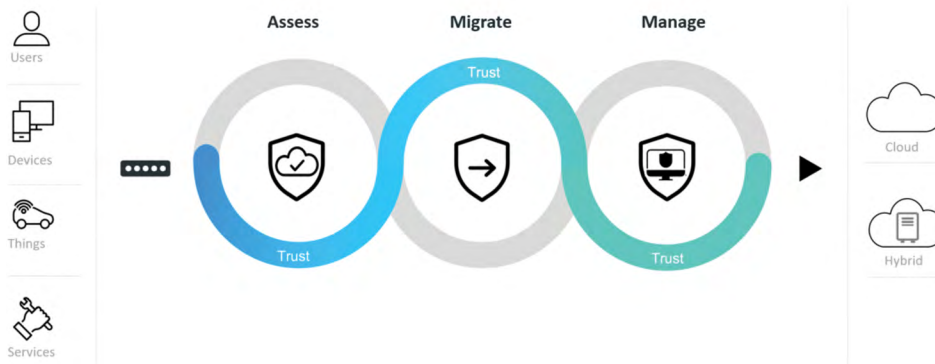 Assess
Migrate
Manage
Users
Devices
Things
Services
Trust
Trust
Trust
Cloud
Hybrid